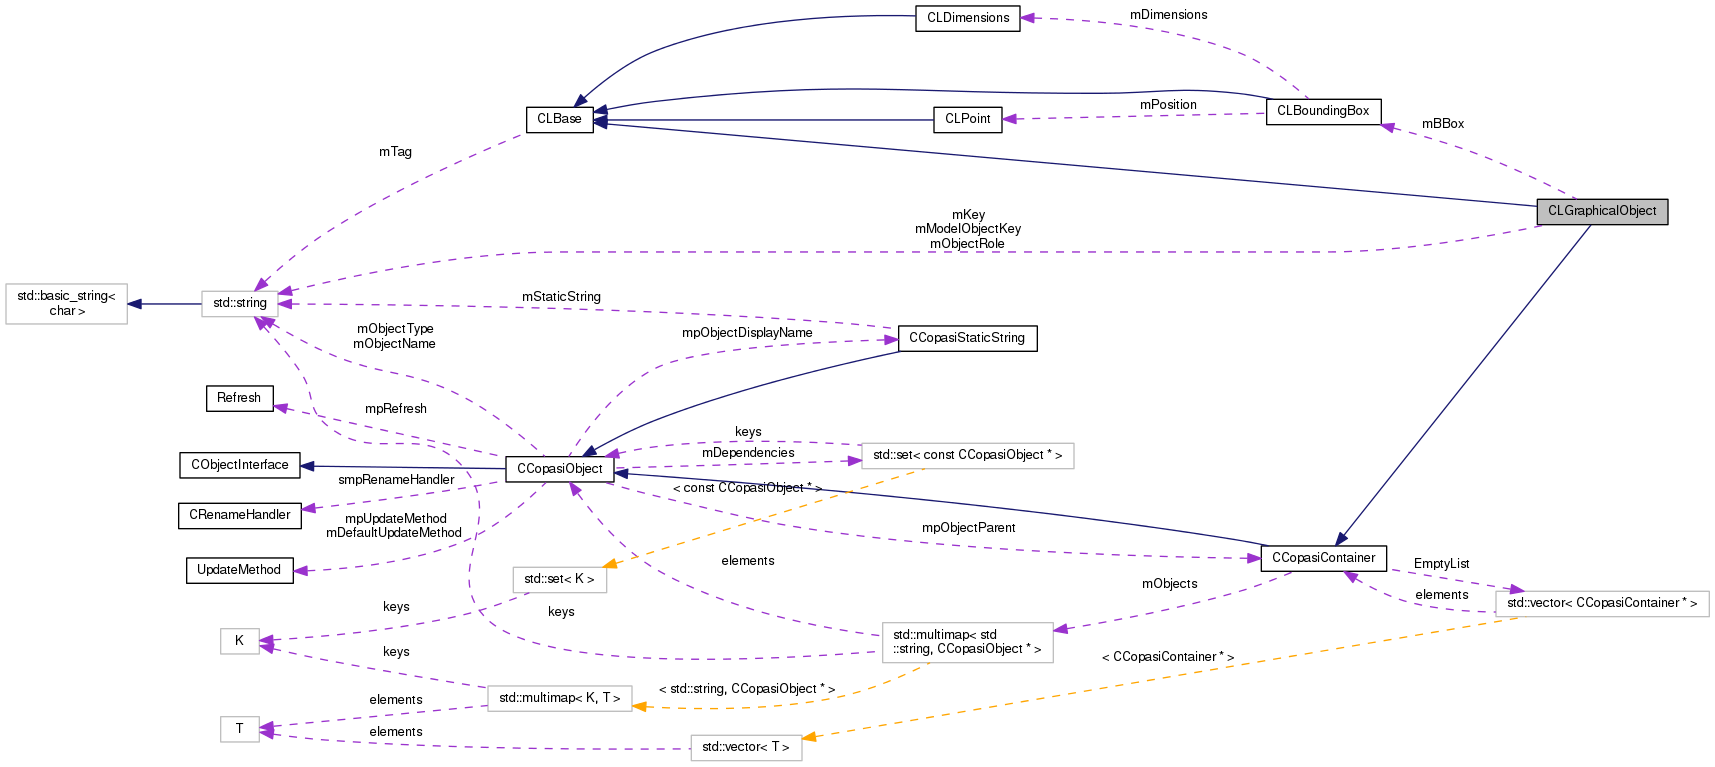 CLDimensions
mDimensions
CLBase
CLPoint
mPosition
CLBoundingBox
mBBox
mTag
CLGraphicalObject
mKey
mModelObjectKey
mObjectRole
std::basic_string<
char >
std::string
mStaticString
mObjectType
mObjectName
mpObjectDisplayName
CCopasiStaticString
Refresh
mpRefresh
keys
mDependencies
std::set< const CCopasiObject * >
CObjectInterface
CCopasiObject
smpRenameHandler
< const CCopasiObject * >
CRenameHandler
mpUpdateMethod
mDefaultUpdateMethod
mpObjectParent
CCopasiContainer
UpdateMethod
std::set< K >
elements
mObjects
EmptyList
elements
std::vector< CCopasiContainer * >
keys
keys
K
std::multimap< std
::string, CCopasiObject * >
keys
< CCopasiContainer * >
std::multimap< K, T >
< std::string, CCopasiObject * >
elements
T
elements
std::vector< T >